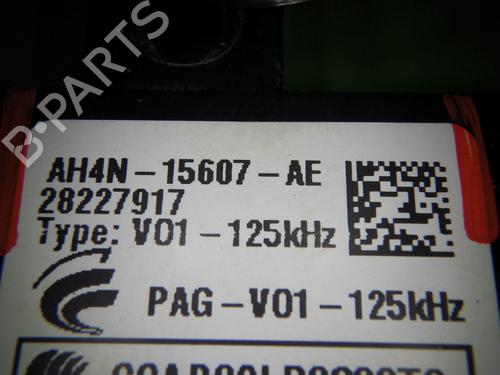 B-PARTS
AH4N-15607-AE
28227917
Type: V01-125kHz
PAG-V01-125kHz